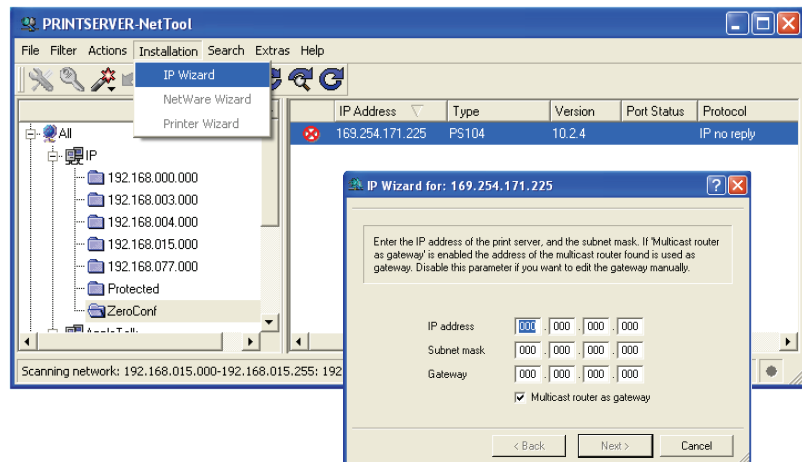 PRINTSERVER-NetTool
File Filter Actions Installation Search Extras Help
IP Wizard
NetWare Wizard
Printer Wizard
IP Address Type Version Port Status Protocol
169.254.171.225 PS104 10.2.4 IP no reply
All
IP
192.168.000.000
192.168.003.000
192.168.004.000
192.168.015.000
192.168.077.000
Protected
ZeroConf
Scanning network: 192.168.015.000-192.168.015.255: 192
IP Wizard for: 169.254.171.225
Enter the IP address of the print server, and the subnet mask. If 'Multicast router
as gateway' is enabled the address of the multicast router found is used as
gateway. Disable this parameter if you want to edit the gateway manually.
IP address 000 . 000 . 000 . 000
Subnet mask 000 . 000 . 000 . 000
Gateway 000 . 000 . 000 . 000
Multicast router as gateway
< Back Next > Cancel